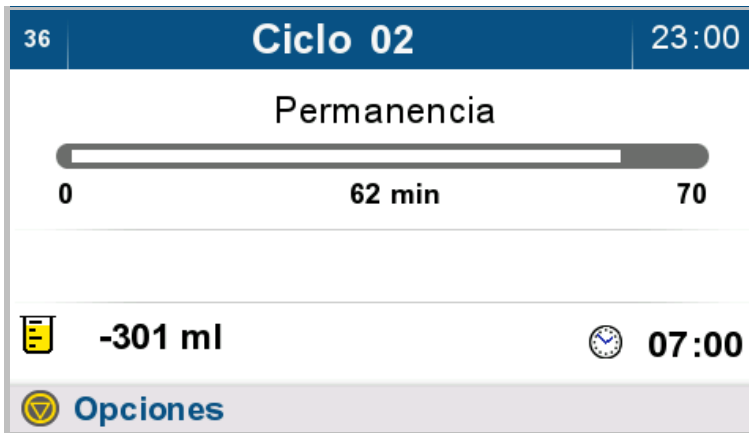 36 Ciclo 02 23:00
Permanencia
0 62 min 70
-301 ml 07:00
Opciones